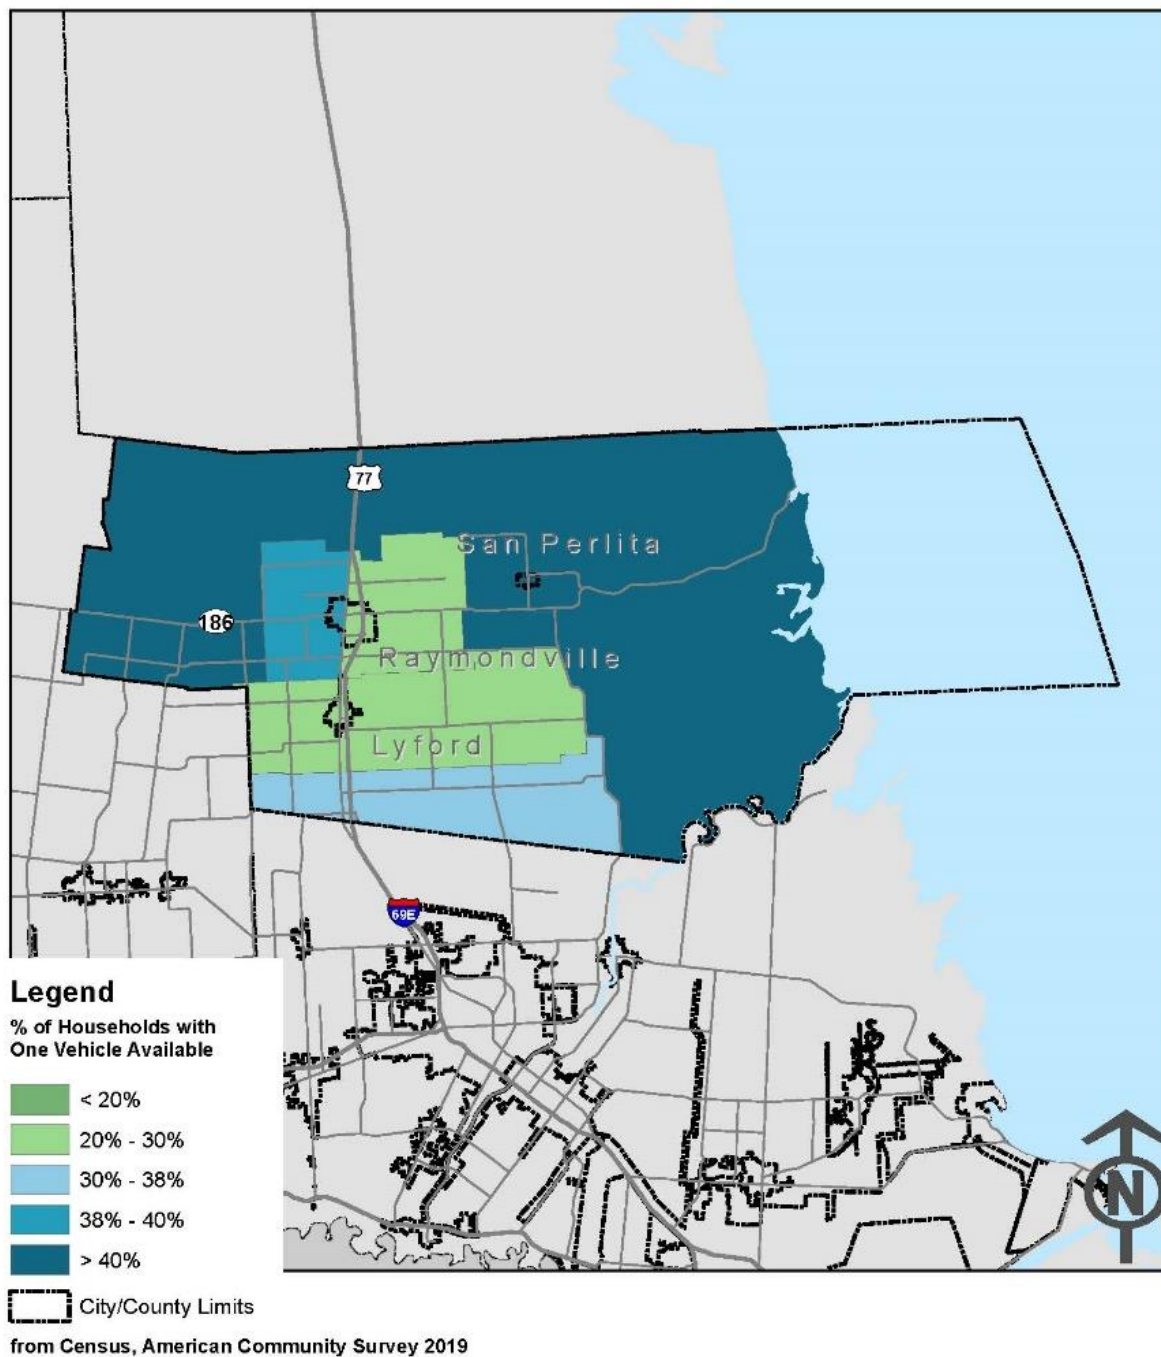 77
San Perlita
186
Raymondville
Lyford
69E
Legend
% of Households with
One Vehicle Available
< 20%
20% - 30%
30% - 38%
38% - 40%
> 40%
City/County Limits
N
from Census, American Community Survey 2019